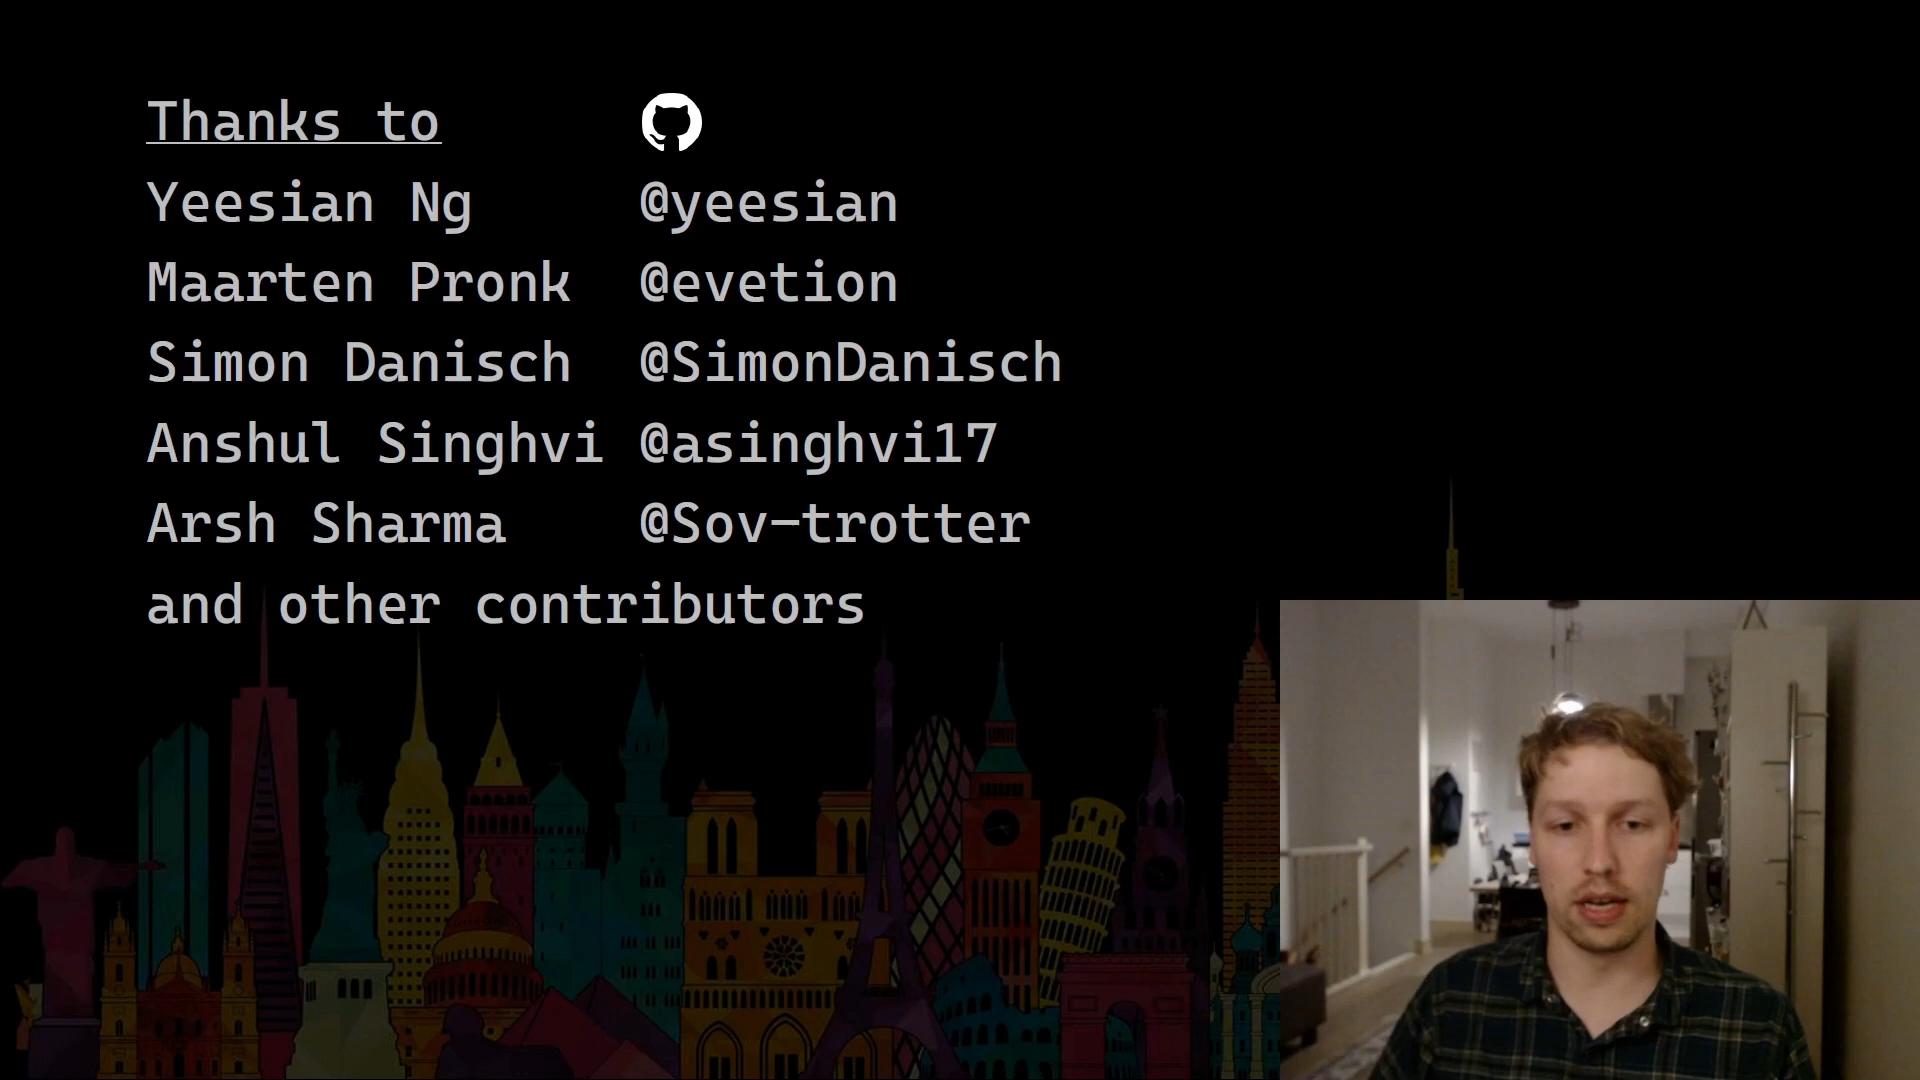 Thanks to
Yeesian Ng @yeesian
Maarten Pronk @evetion
Simon Danisch @SimonDanisch
Anshul Singhvi @asinghvi17
Arsh Sharma @Sov-trotter
and other contributors